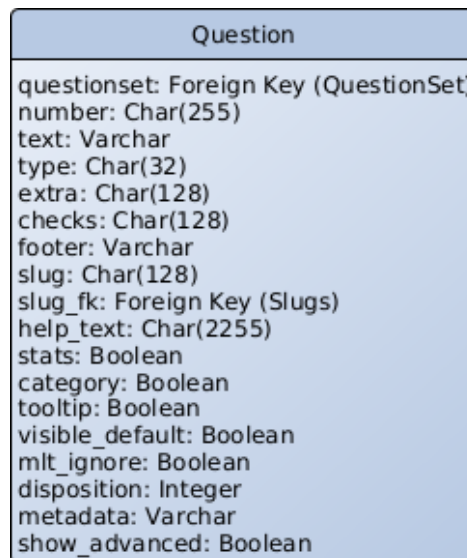 Question
questionset: Foreign Key (QuestionSet)
number: Char(255)
text: Varchar
type: Char(32)
extra: Char(128)
checks: Char(128)
footer: Varchar
slug: Char(128)
slug_fk: Foreign Key (Slugs)
help_text: Char(2255)
stats: Boolean
category: Boolean
tooltip: Boolean
visible_default: Boolean
mlt_ignore: Boolean
disposition: Integer
metadata: Varchar
show_advanced: Boolean